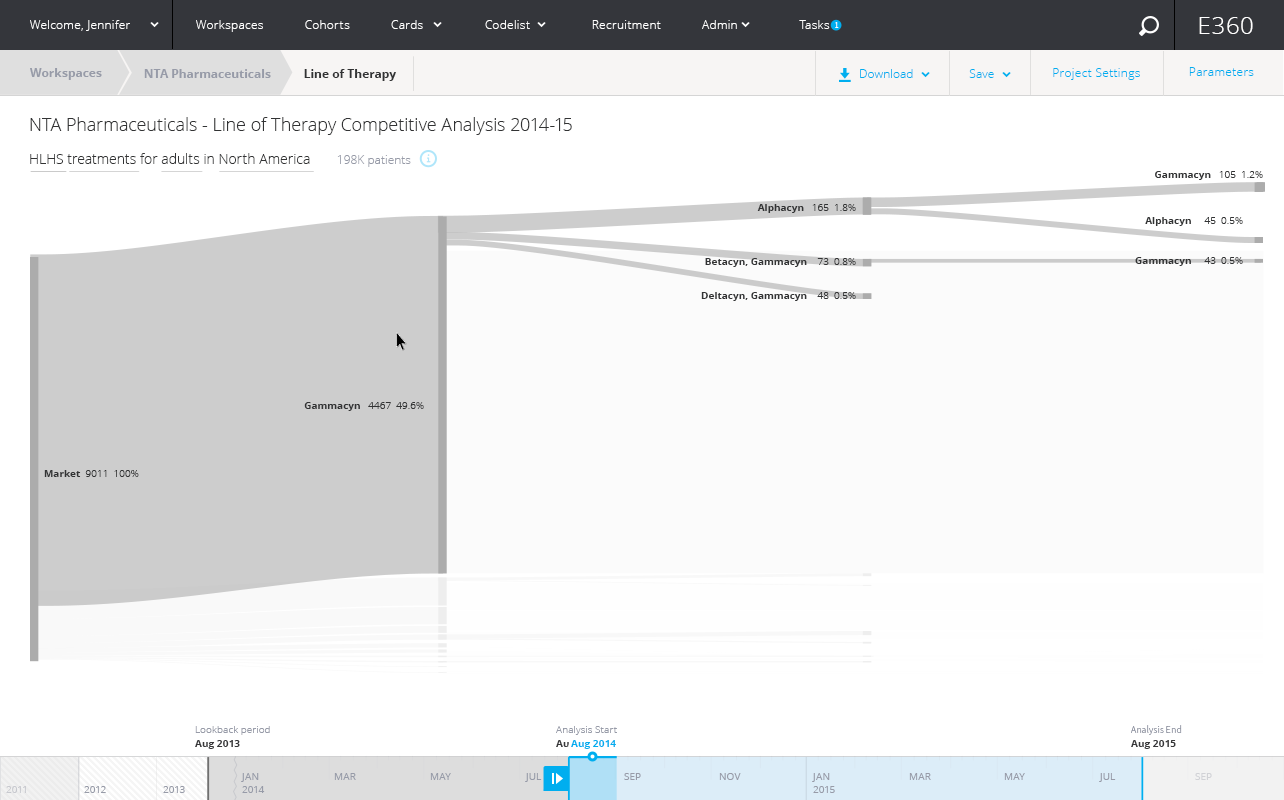 Welcome, Jennifer Workspaces Cohorts Cards Codelist Recruitment Admin Tasks 1 E360
Workspaces NTA Pharmaceuticals Line of Therapy Download Save Project Settings Parameters
NTA Pharmaceuticals - Line of Therapy Competitive Analysis 2014-15
HLHS treatments for adults in North America 198K patients i
Gammacyn 105 1.2%
Alphacyn 165 1.8%
Alphacyn 45 0.5%
Betacyn, Gammacyn 73 0.8%
Gammacyn 43 0.5%
Deltacyn, Gammacyn 48 0.5%
Gammacyn 4467 49.6%
Market 9011 100%
Lookback period Analysis Start Analysis End
Aug 2013 Au Aug 2014 Aug 2015
JAN MAR MAY JUL SEP NOV JAN MAR MAY JUL SEP
2011 2012 2013 2014 2015